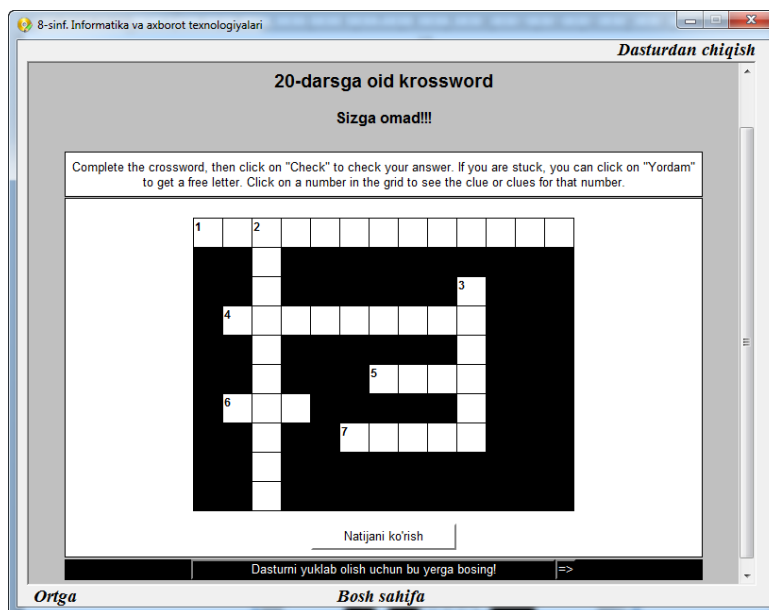 8-sinf. Informatika va axborot texnologiyalari
Dasturdan chiqish
20-darsga oid krossword
Sizga omad!!!
Complete the crossword, then click on "Check" to check your answer. If you are stuck, you can click on "Yordam"
to get a free letter. Click on a number in the grid to see the clue or clues for that number.
1 2
3
4
5
6
7
Natijani ko'rish
Dasturni yuklab olish uchun bu yerga bosing! =>
Ortga Bosh sahifa